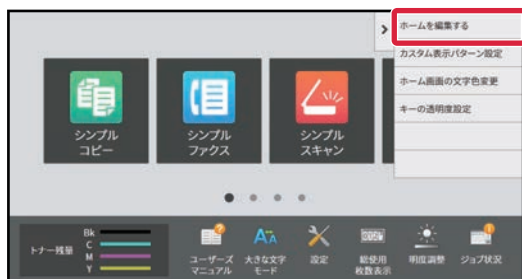 ホームを編集する
カスタム表示パターン設定
ホーム画面の文字色変更
キーの透明度設定
シンプル
コピー
シンプル
ファクス
シンプル
スキャン
トナー残量
Bk
C
M
Y
ユーザーズ
マニュアル
大きな文字
モード
設定
総使用
枚数表示
明度調整
ジョブ状況